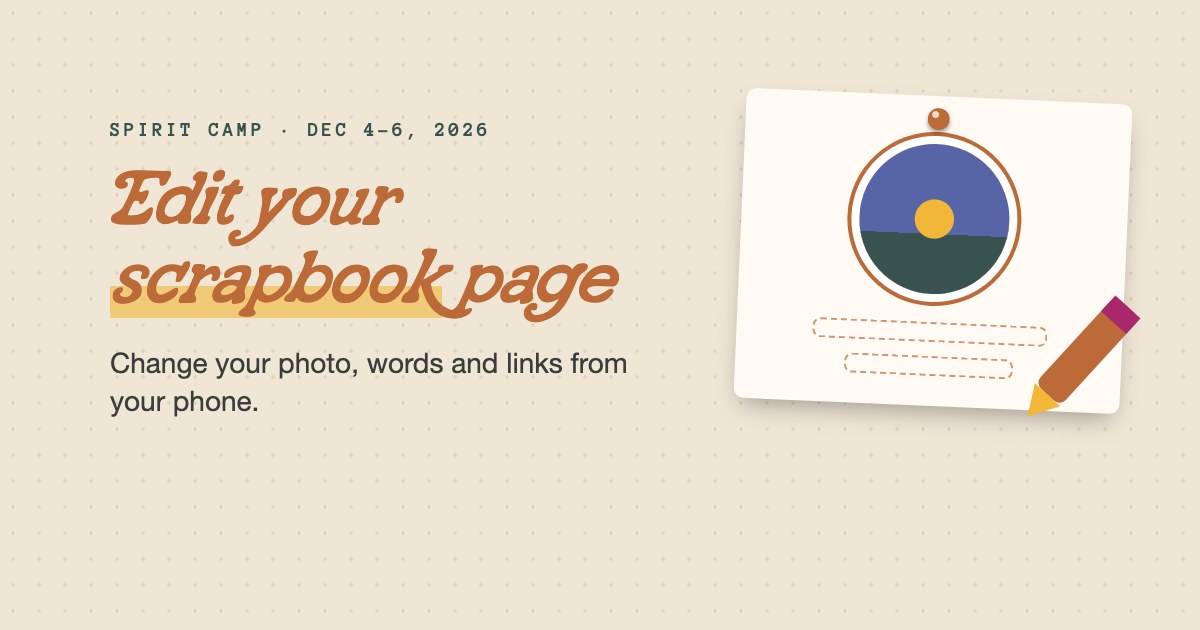 SPIRIT CAMP · DEC 4–6, 2026
Edit your
scrapbook page
Change your photo, words and links from
your phone.